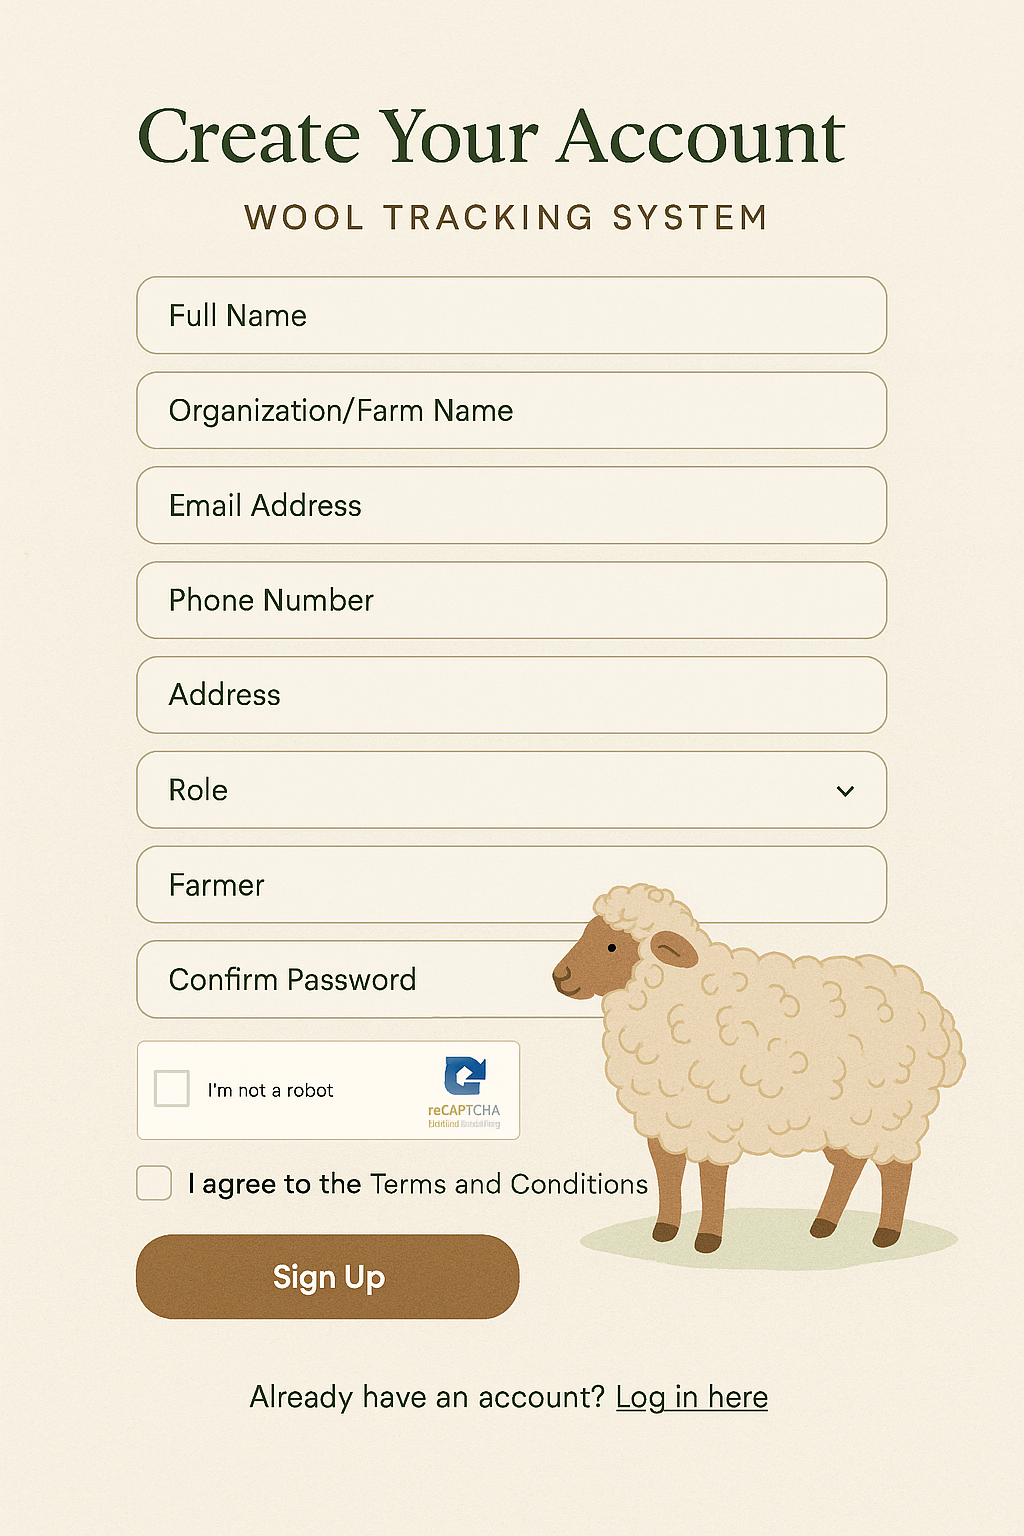 Create Your Account
WOOL TRACKING SYSTEM
Full Name
Organization/Farm Name
Email Address
Phone Number
Address
Role
Farmer
Confirm Password
I'm not a robot
reCAPTCHA
I agree to the Terms and Conditions
Sign Up
Already have an account? Log in here